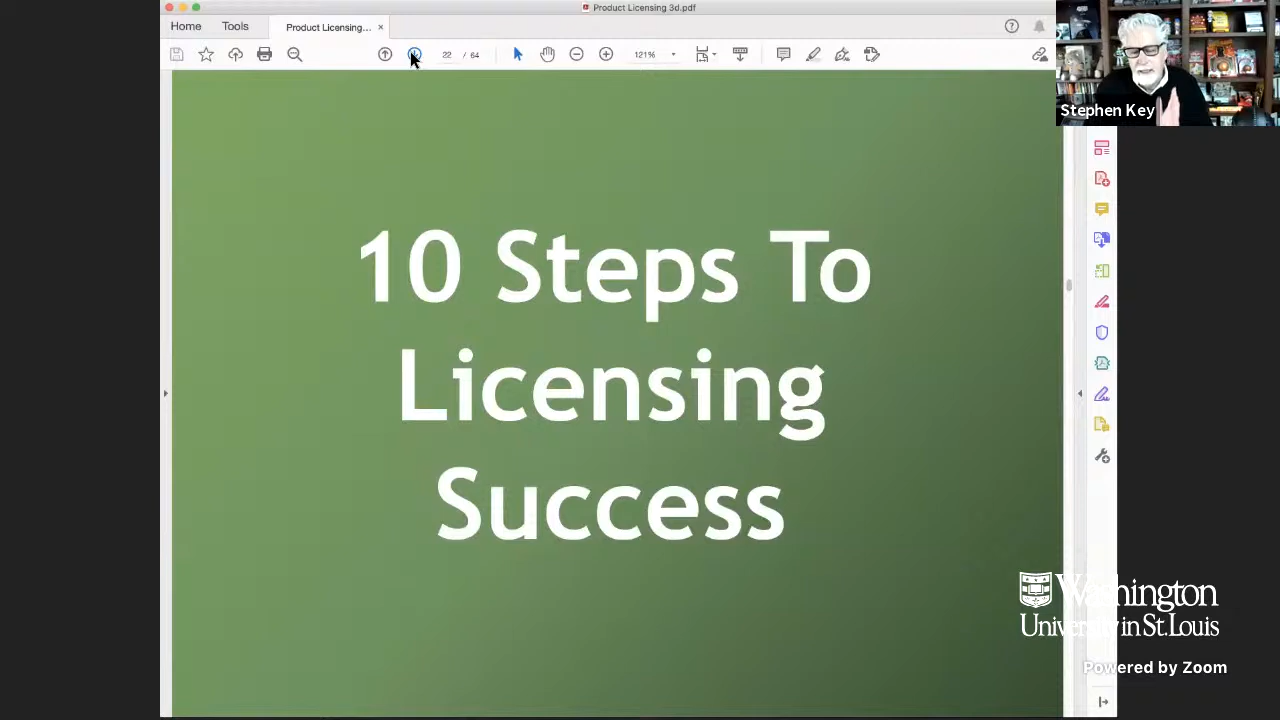 Product Licensing 3d.pdf
Home
Tools
Product Licensing...
22 / 64
121%
Stephen Key
10 Steps To
Licensing
Success
Washington
University in St. Louis
Powered by Zoom